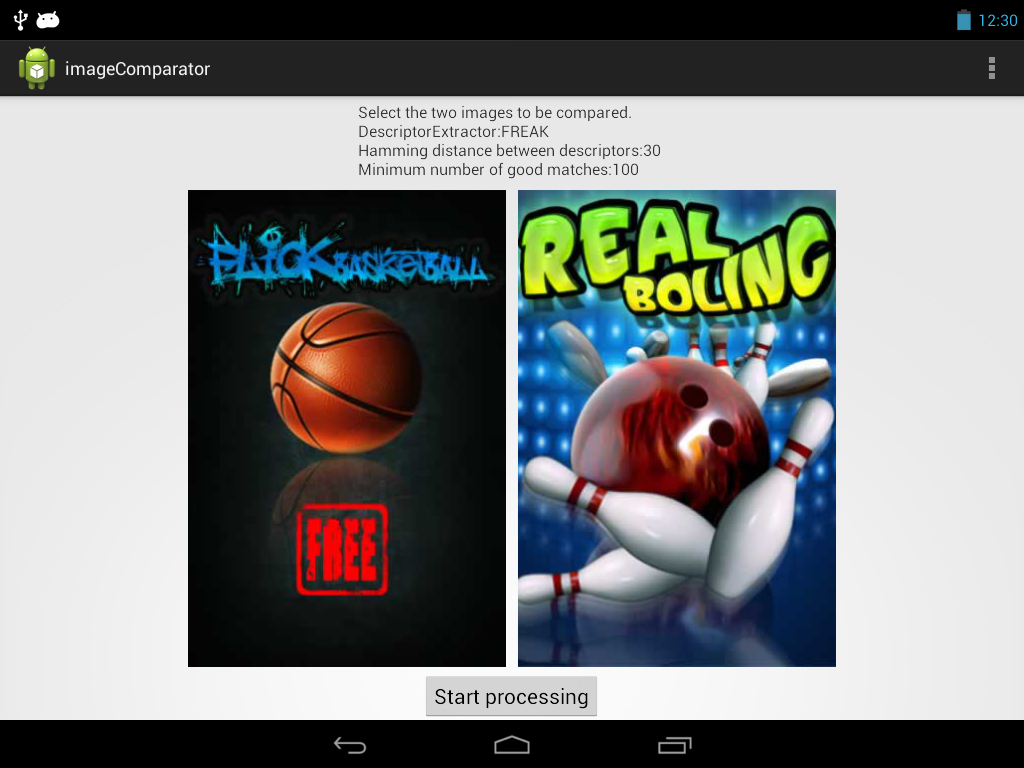 12:30
imageComparator
Select the two images to be compared.
DescriptorExtractor:FREAK
Hamming distance between descriptors:30
Minimum number of good matches:100
FLiCK BASKETBALL
FREE
REAL
BOLING
Start processing